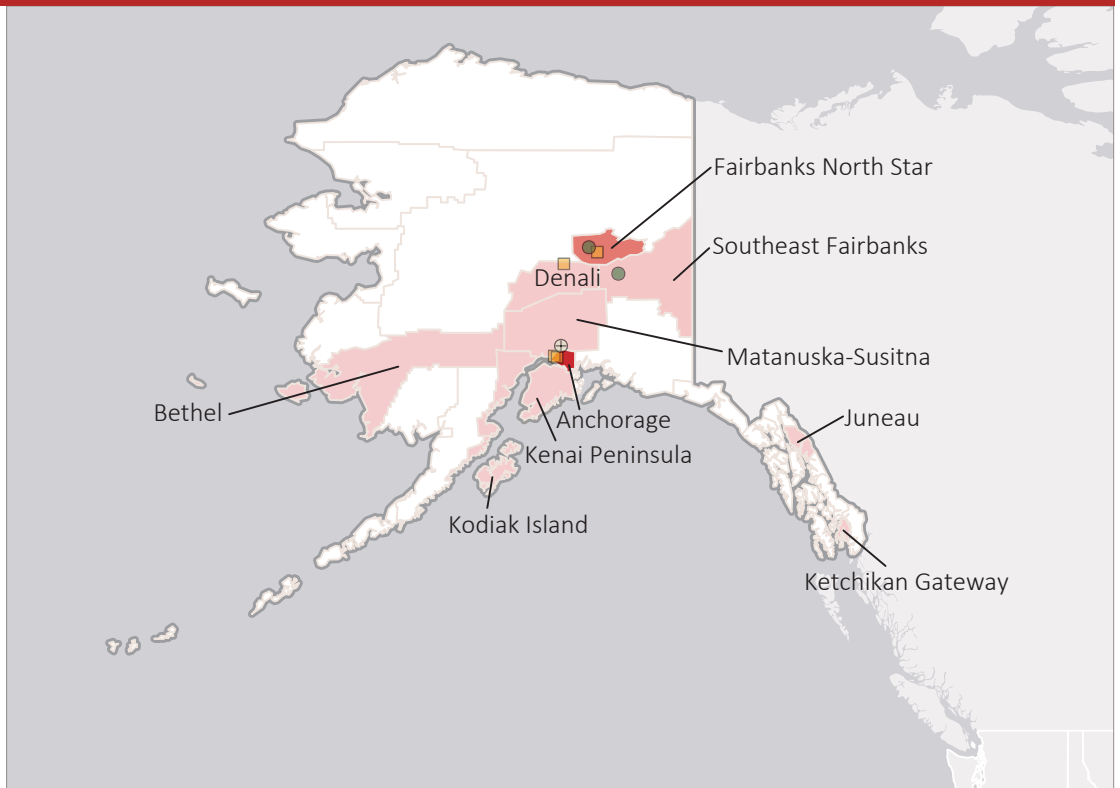 Fairbanks North Star
Southeast Fairbanks
Denali
Matanuska-Susitna
Bethel
Anchorage
Juneau
Kenai Peninsula
Kodiak Island
Ketchikan Gateway